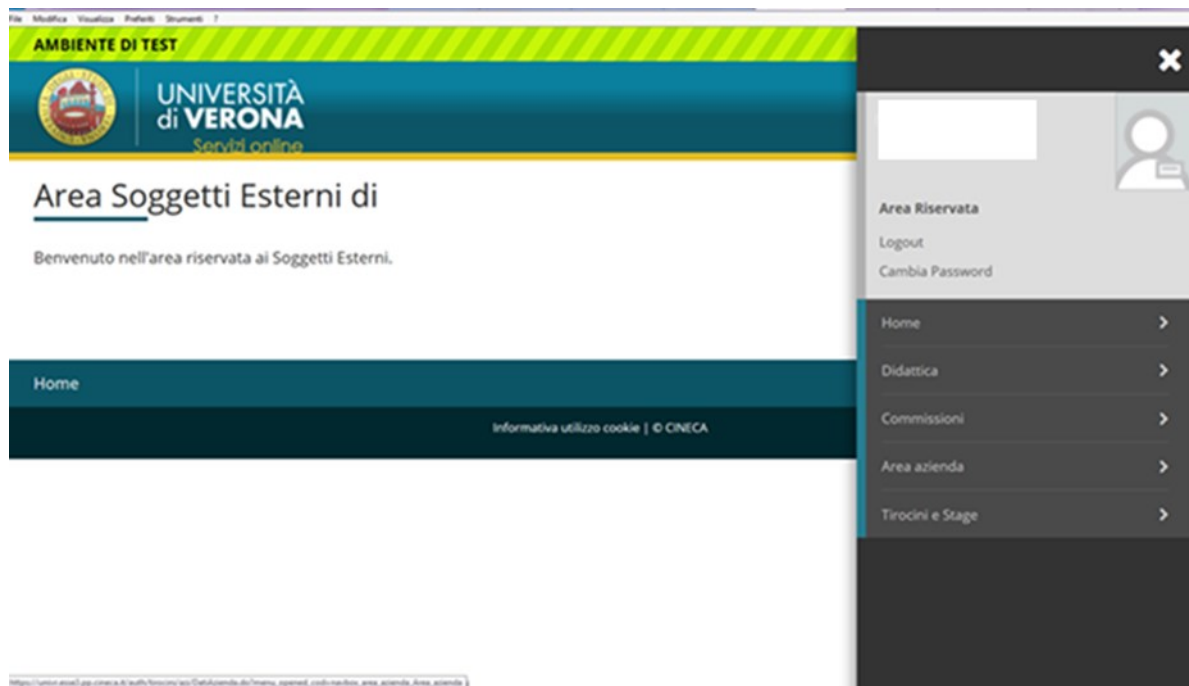 File Modifica Visualizza Preferiti Strumenti ?
AMBIENTE DI TEST
UNIVERSITÀ
di VERONA
Servizi online
Area Soggetti Esterni di
Benvenuto nell'area riservata ai Soggetti Esterni.
Home
Informativa utilizzo cookie | © CINECA
Area Riservata
Logout
Cambia Password
Home
Didattica
Commissioni
Area azienda
Tirocini e Stage